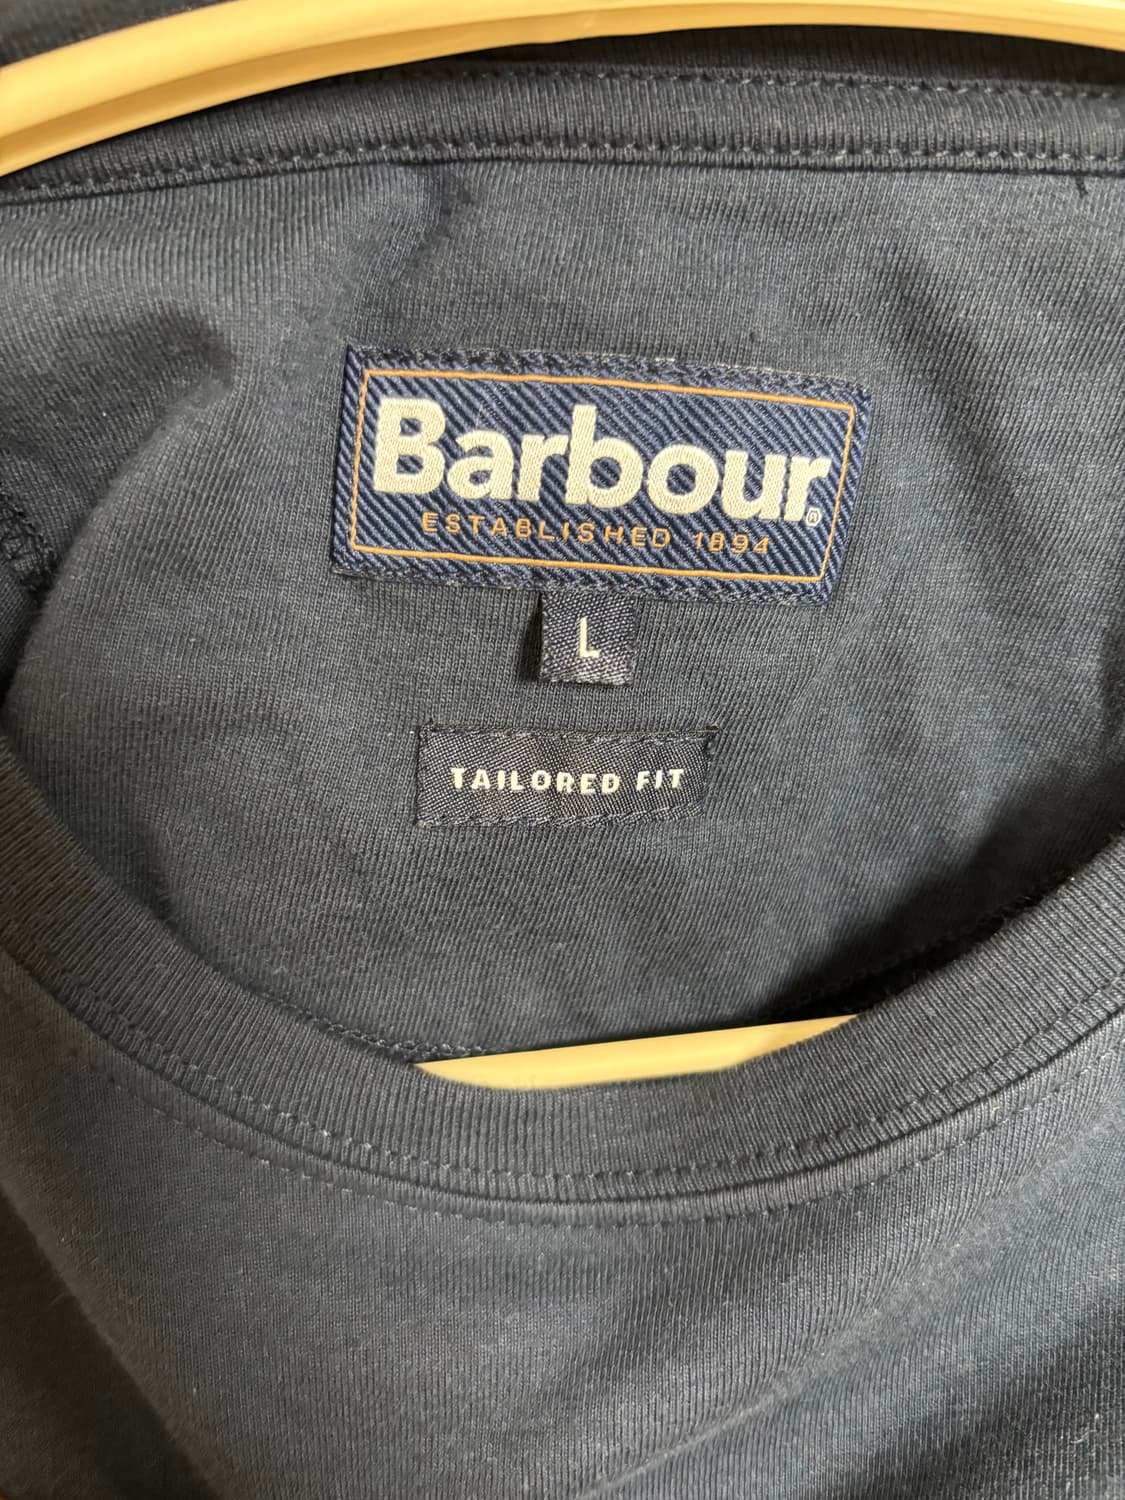 Barbour®
ESTABLISHED 1894
L
TAILORED FIT